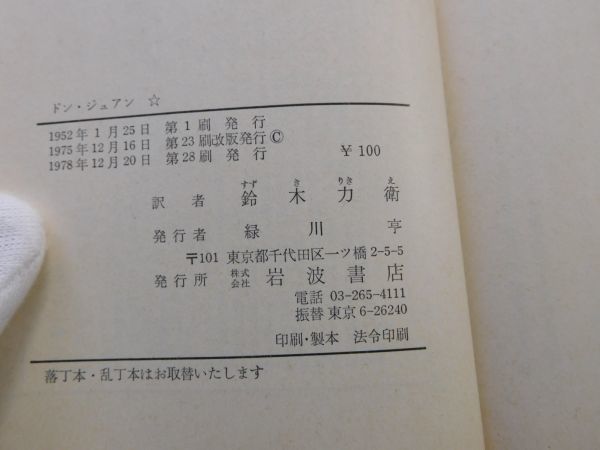 ドン・ジュアン ☆
1952年 1月25日 第1刷発行
1975年12月16日 第23刷改版発行 ©
1978年12月20日 第28刷発行
¥ 100
すず き りき え
訳者 鈴木力衛
発行者 緑川亨
〒101 東京都千代田区一ツ橋2-5-5
発行所 株式会社 岩波書店
電話 03-265-4111
振替 東京 6-26240
印刷・製本 法令印刷
落丁本・乱丁本はお取替いたします